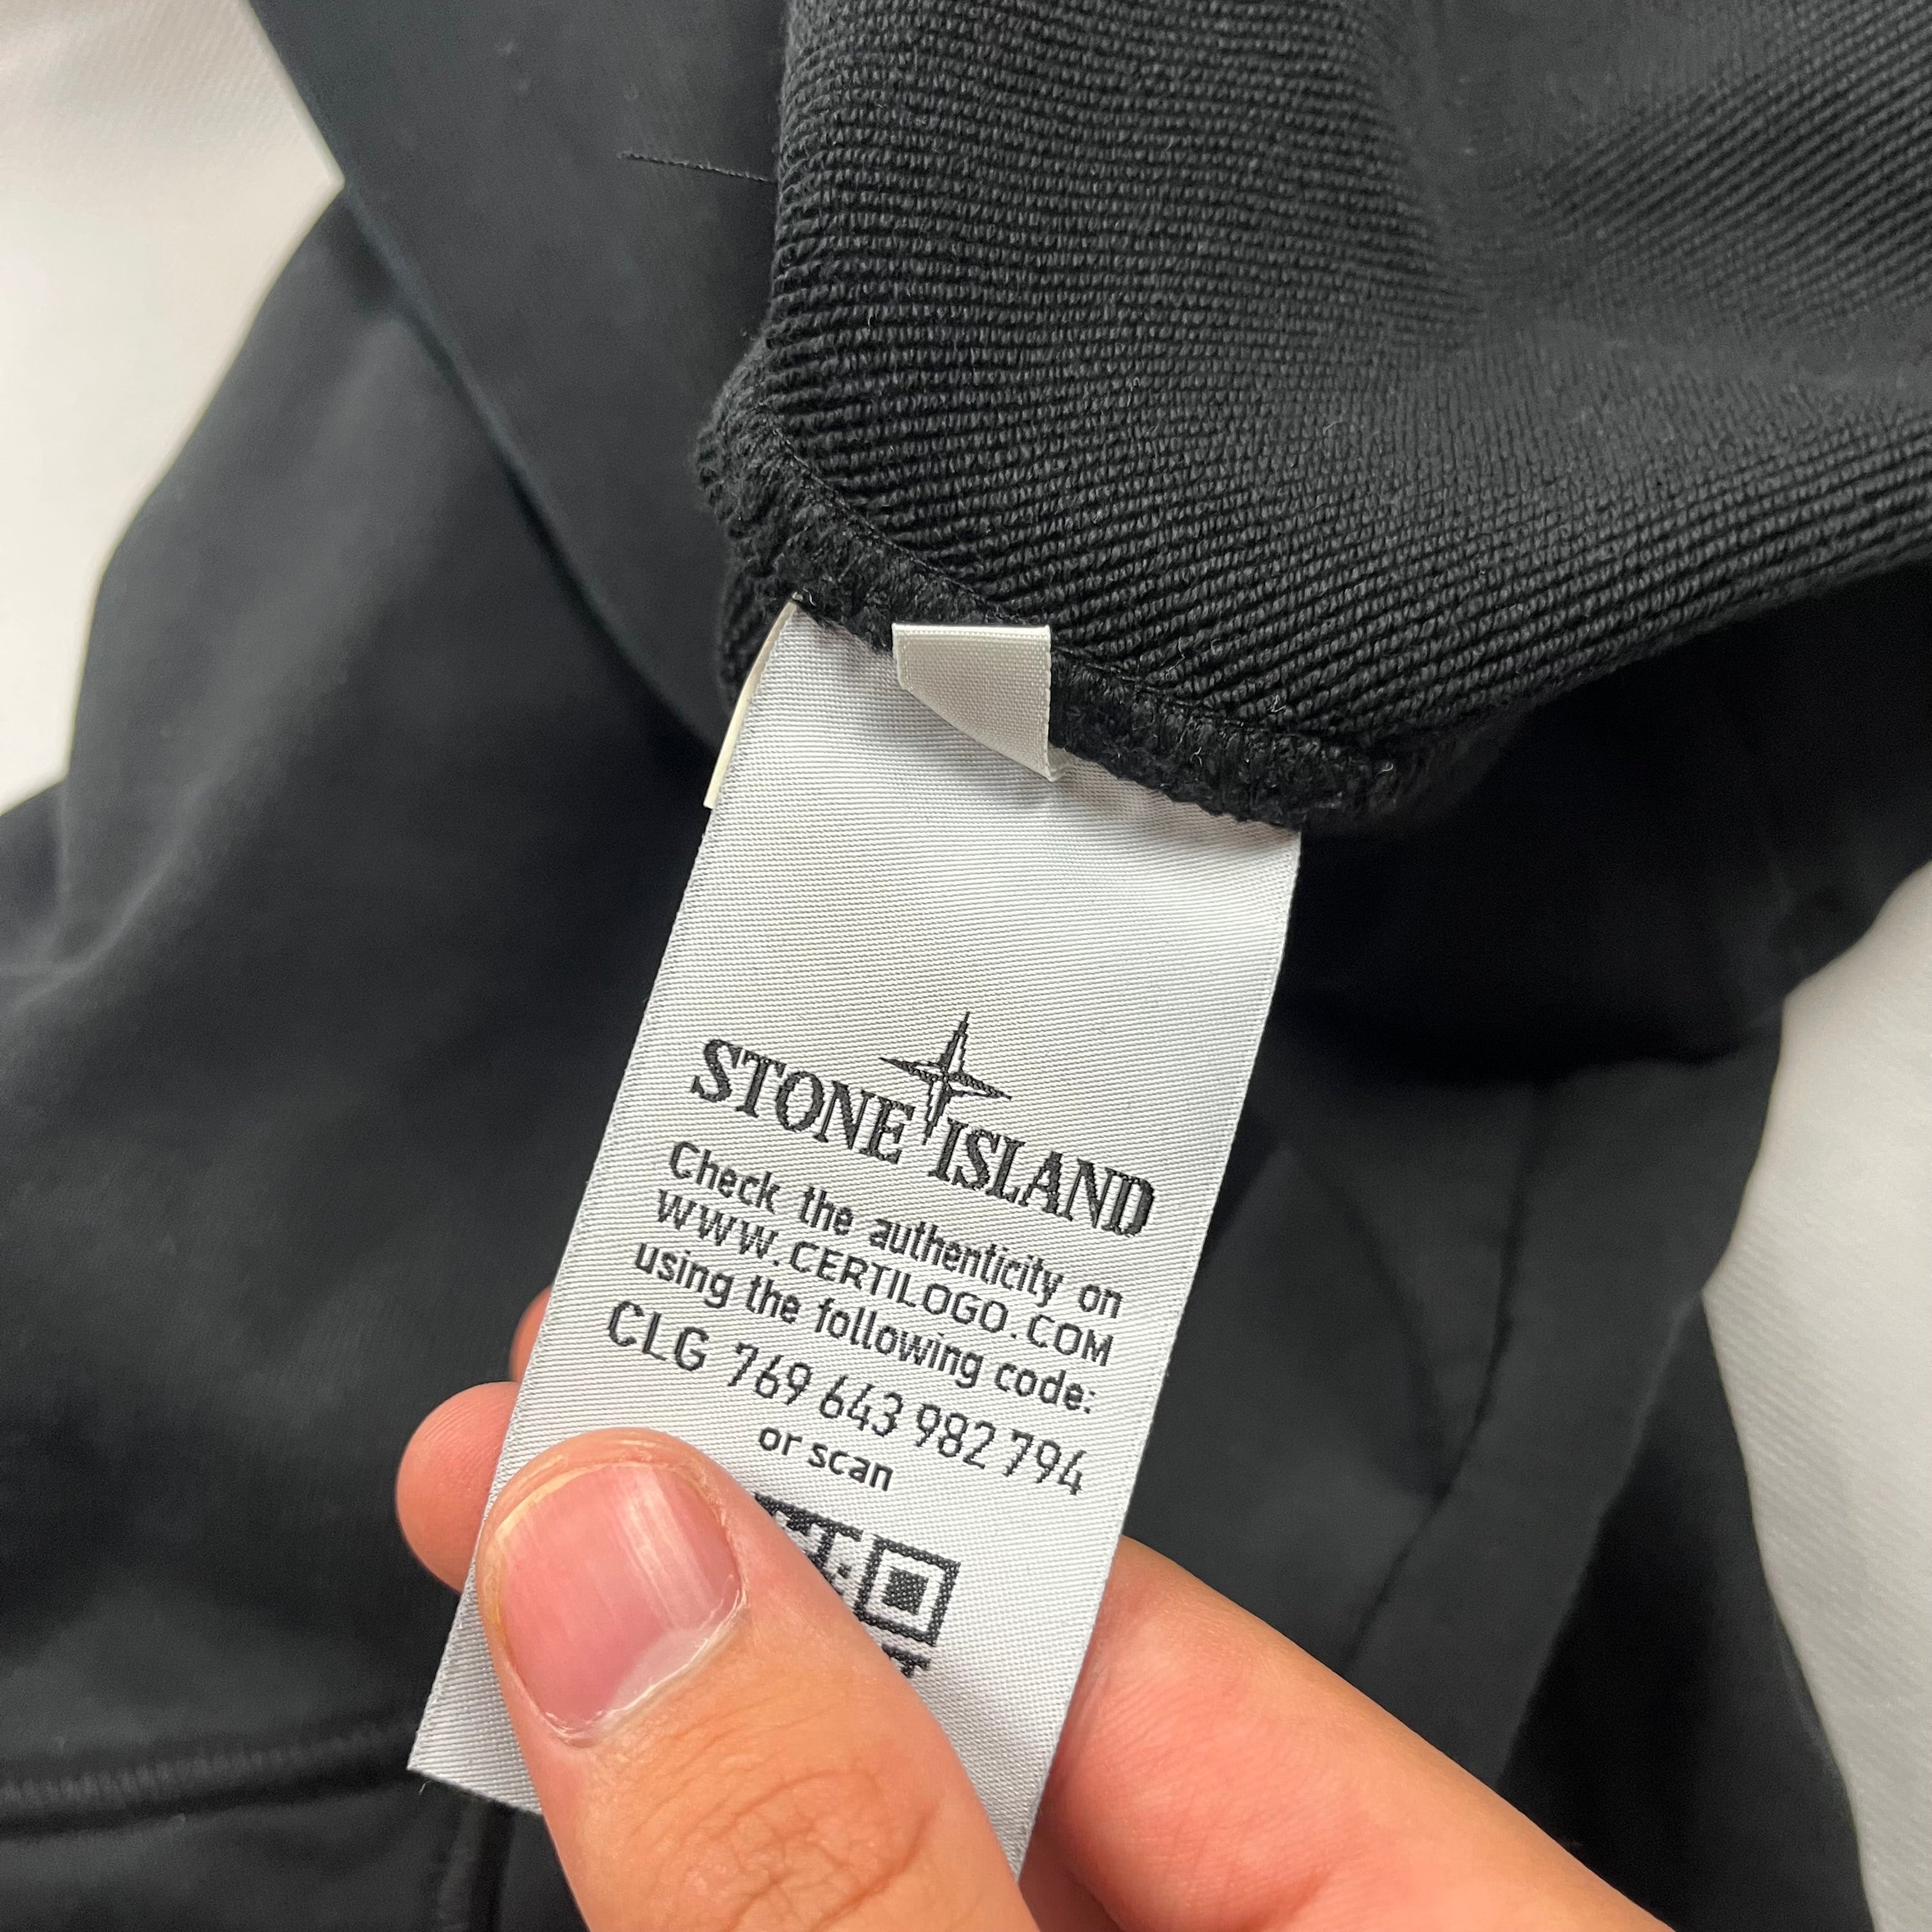 STONE ISLAND
Check the authenticity on
WWW.CERTILOGO.COM
using the following code:
CLG 769 643 982 794
or scan